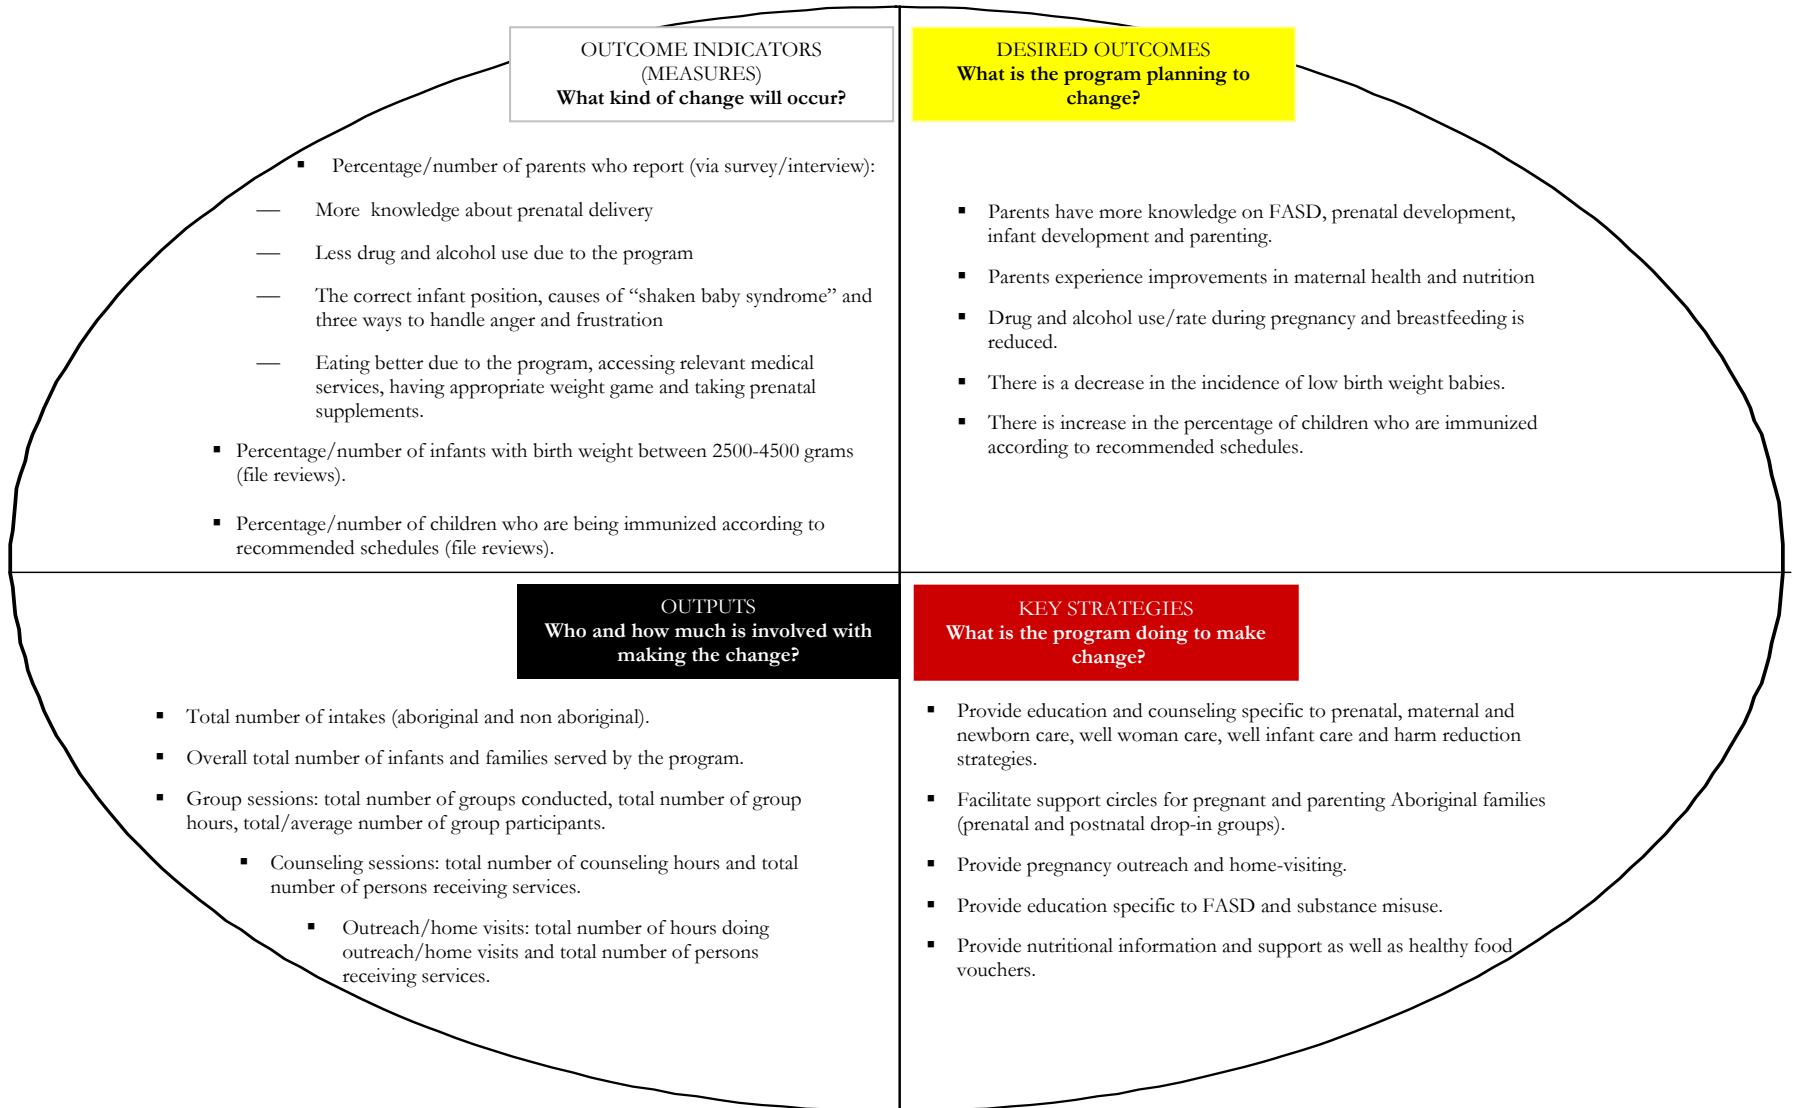 OUTCOME INDICATORS
(MEASURES)
What kind of change will occur?
▪ Percentage/number of parents who report (via survey/interview):
— More knowledge about prenatal delivery
— Less drug and alcohol use due to the program
— The correct infant position, causes of “shaken baby syndrome” and
three ways to handle anger and frustration
— Eating better due to the program, accessing relevant medical
services, having appropriate weight game and taking prenatal
supplements.
▪ Percentage/number of infants with birth weight between 2500-4500 grams
(file reviews).
▪ Percentage/number of children who are being immunized according to
recommended schedules (file reviews).
DESIRED OUTCOMES
What is the program planning to
change?
▪ Parents have more knowledge on FASD, prenatal development,
infant development and parenting.
▪ Parents experience improvements in maternal health and nutrition
▪ Drug and alcohol use/rate during pregnancy and breastfeeding is
reduced.
▪ There is a decrease in the incidence of low birth weight babies.
▪ There is increase in the percentage of children who are immunized
according to recommended schedules.
OUTPUTS
Who and how much is involved with
making the change?
▪ Total number of intakes (aboriginal and non aboriginal).
▪ Overall total number of infants and families served by the program.
▪ Group sessions: total number of groups conducted, total number of group
hours, total/average number of group participants.
▪ Counseling sessions: total number of counseling hours and total
number of persons receiving services.
▪ Outreach/home visits: total number of hours doing
outreach/home visits and total number of persons
receiving services.
KEY STRATEGIES
What is the program doing to make
change?
▪ Provide education and counseling specific to prenatal, maternal and
newborn care, well woman care, well infant care and harm reduction
strategies.
▪ Facilitate support circles for pregnant and parenting Aboriginal families
(prenatal and postnatal drop-in groups).
▪ Provide pregnancy outreach and home-visiting.
▪ Provide education specific to FASD and substance misuse.
▪ Provide nutritional information and support as well as healthy food
vouchers.